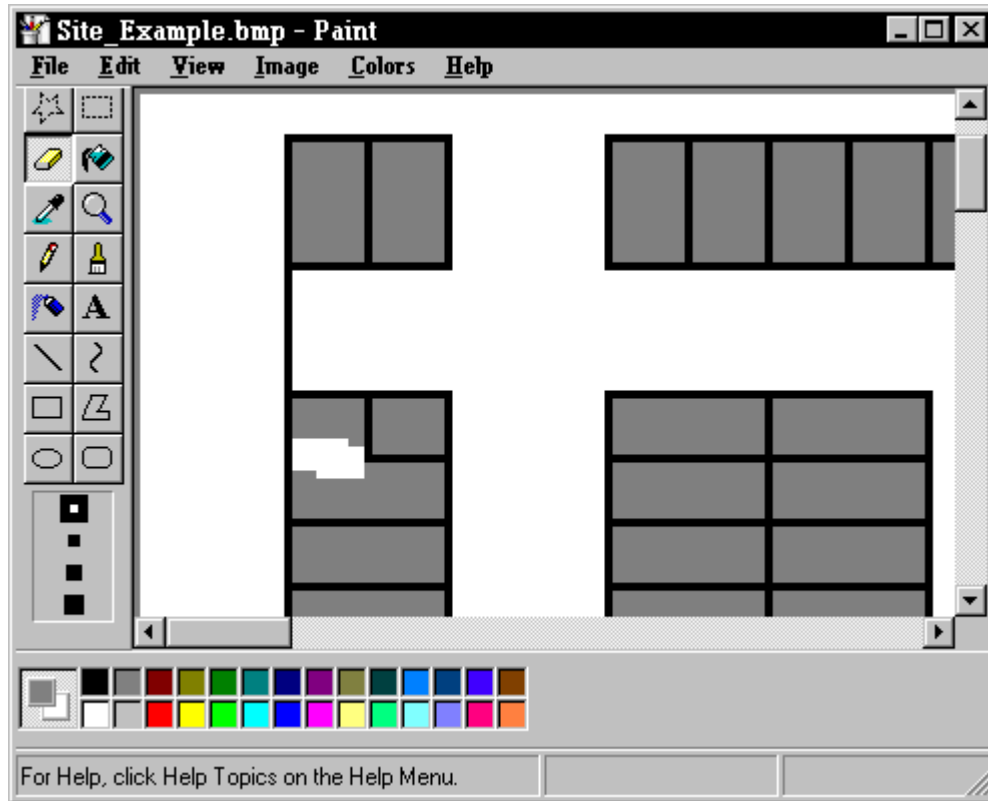 Site_Example.bmp - Paint
File Edit View Image Colors Help
A
For Help, click Help Topics on the Help Menu.